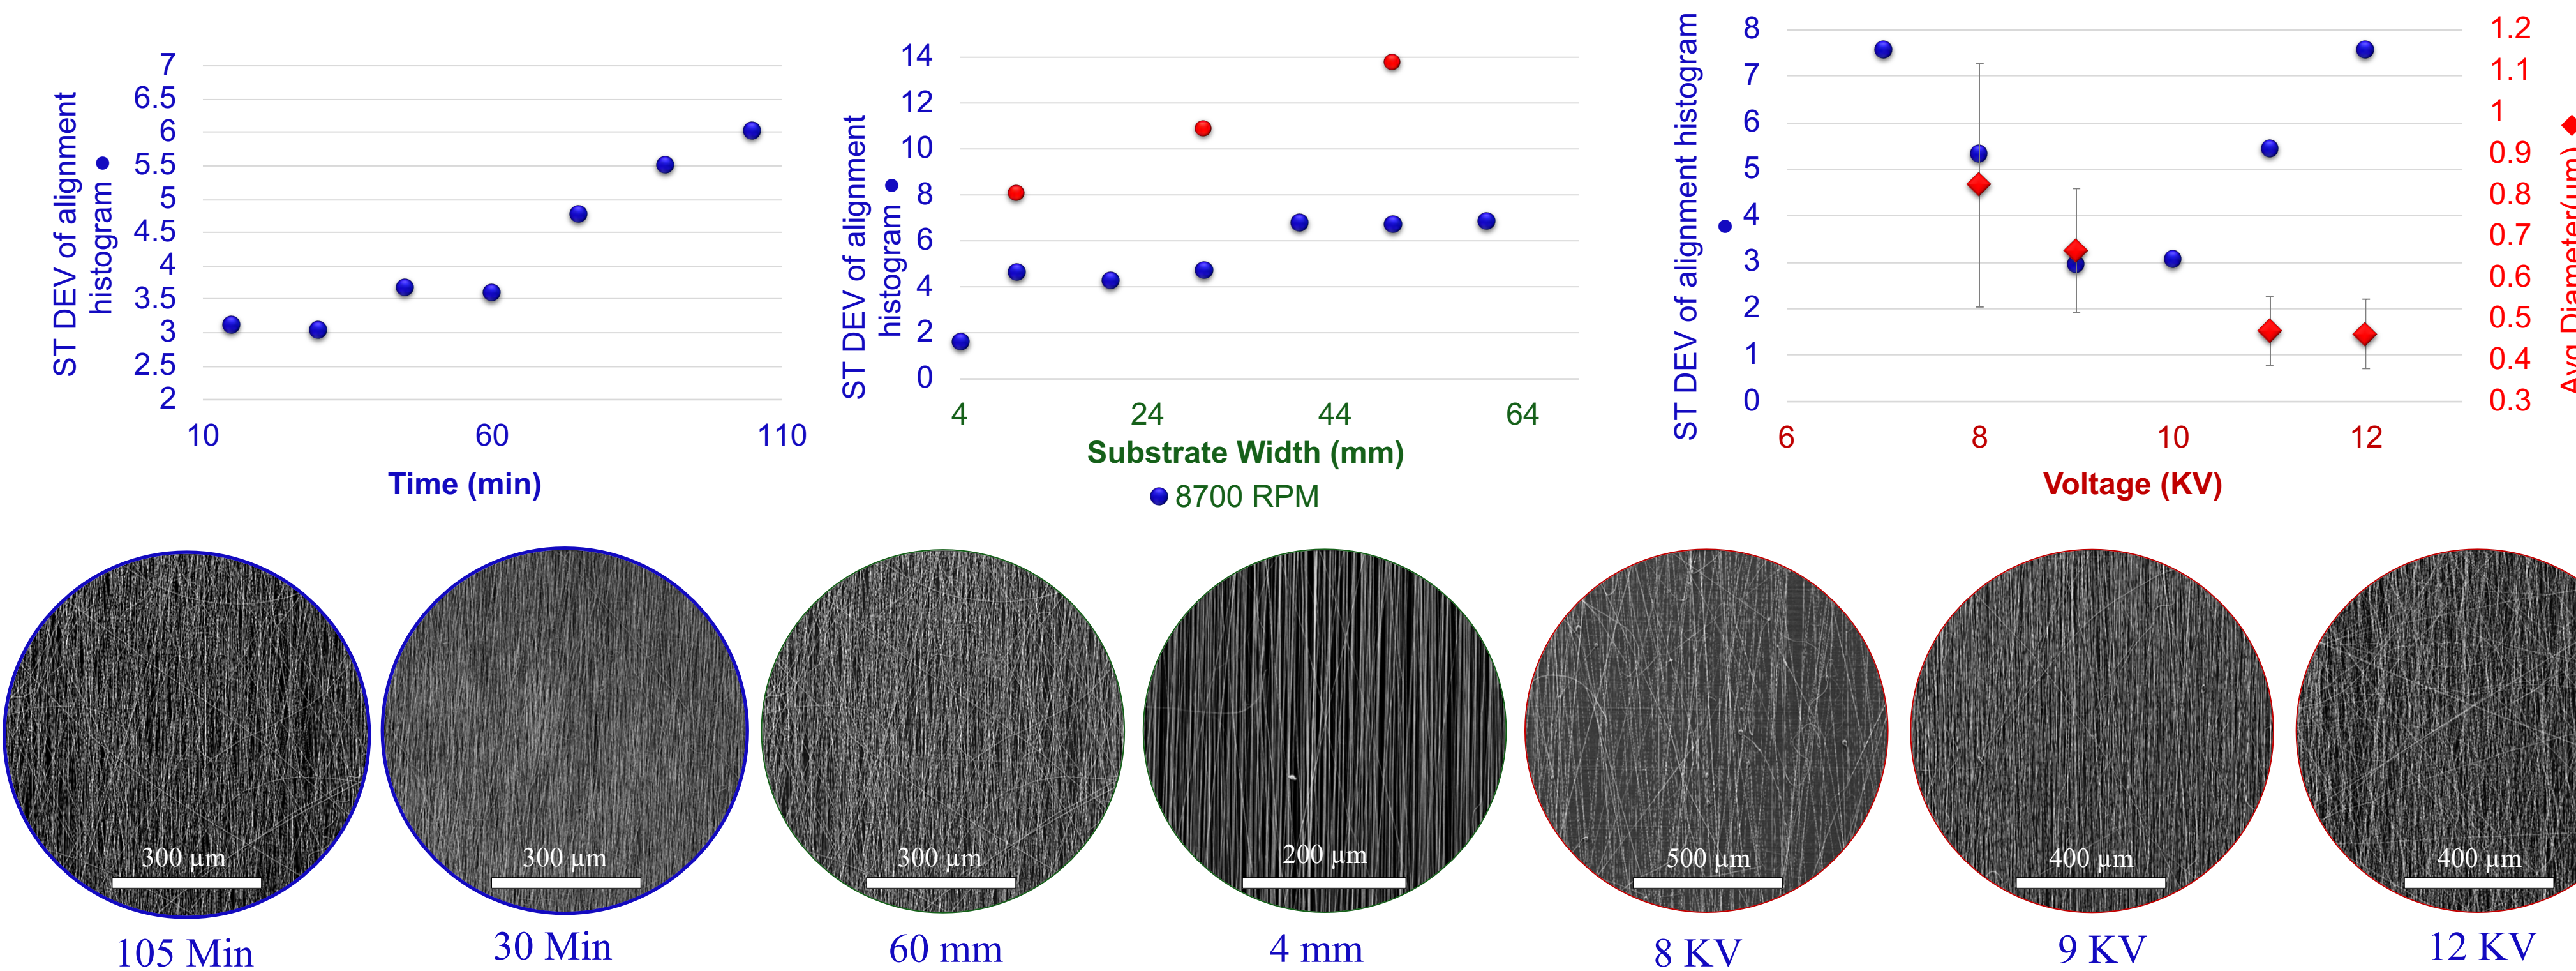 ST DEV of alignment
histogram
7
6.5
6
5.5
5
4.5
4
3.5
3
2.5
2
10 60 110
Time (min)
ST DEV of alignment
histogram
14
12
10
8
6
4
2
0
4 24 44 64
Substrate Width (mm)
8700 RPM
ST DEV of alignment histogram
8
7
6
5
4
3
2
1
0
6 8 10 12
Voltage (KV)
1.2
1.1
1
0.9
0.8
0.7
0.6
0.5
0.4
0.3
Avg Diameter(μm)
300 μm
300 μm
300 μm
200 μm
500 μm
400 μm
400 μm
105 Min
30 Min
60 mm
4 mm
8 KV
9 KV
12 KV